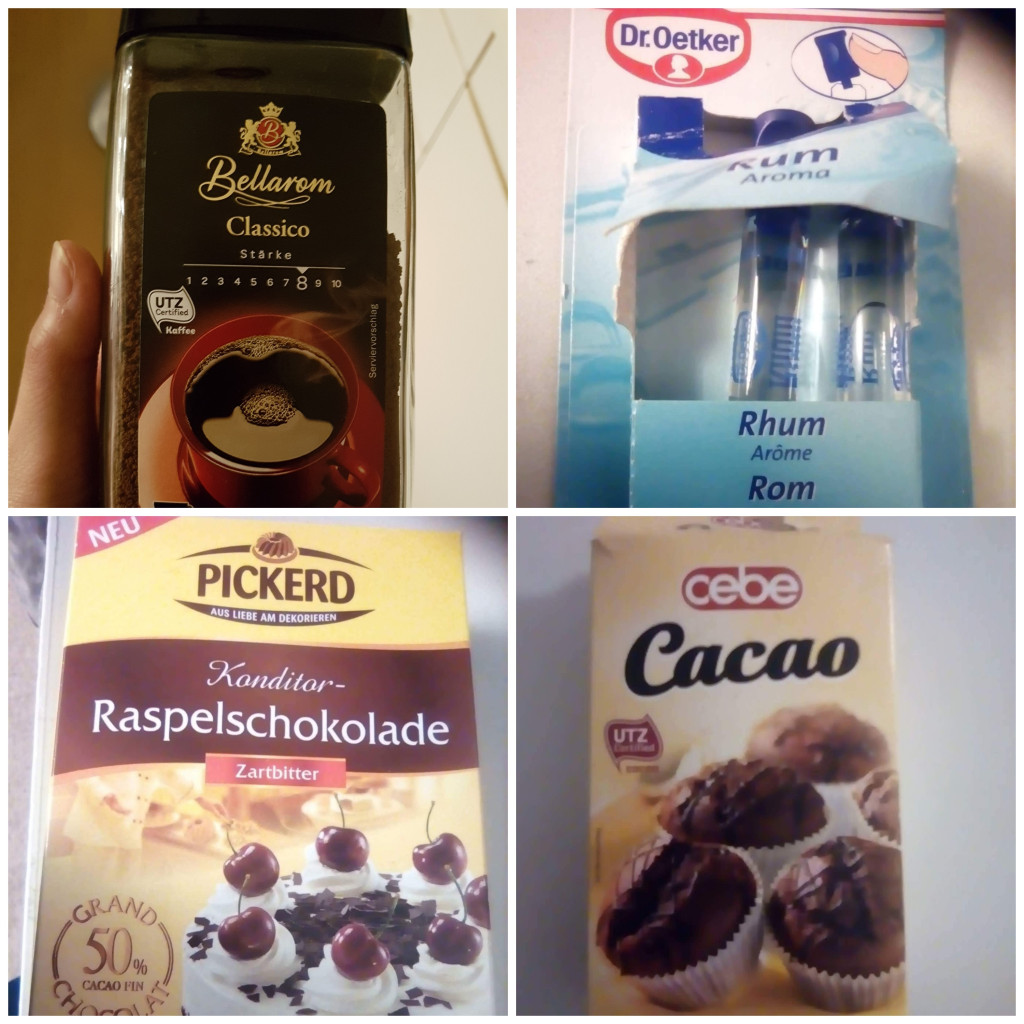 B
Bellarom
Bellarom
Classico
Stärke
1 2 3 4 5 6 7 8 9 10
UTZ
Certified
Kaffee
Serviervorschlag
Dr. Oetker
Rum
Aroma
Rum
Rhum
Arôme
Rom
NEU
PICKERD
AUS LIEBE AM DEKORIEREN
Konditor-
Raspelschokolade
Zartbitter
GRAND
50%
CACAO FIN
CHOCOLAT
cebe
Cacao
UTZ
Certified